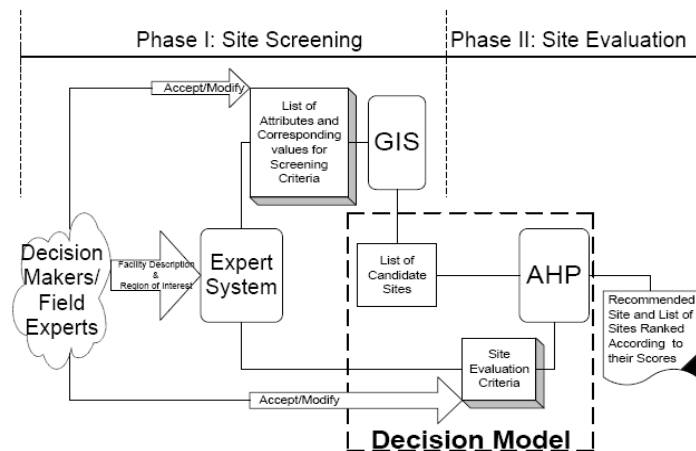 Phase I: Site Screening
Phase II: Site Evaluation
Accept/Modify
List of
Attributes and
Corresponding
values for
Screening
Criteria
GIS
Decision
Makers/
Field
Experts
Facility Description
&
Region of Interest
Expert
System
List of
Candidate
Sites
AHP
Recommended
Site and List of
Sites Ranked
According to
their Scores
Site
Evaluation
Criteria
Accept/Modify
Decision Model